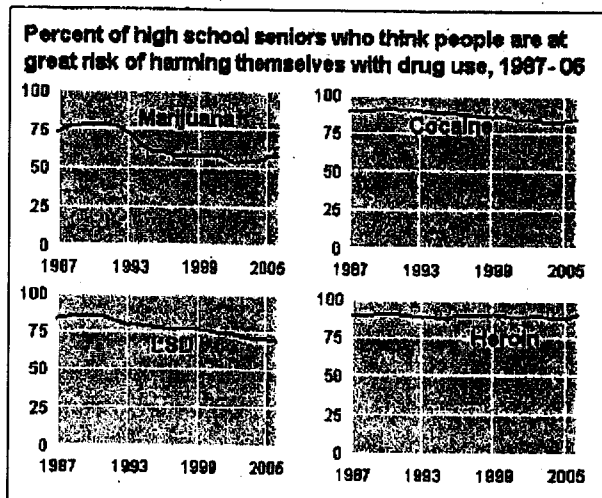 Percent of high school seniors who think people are at
great risk of harming themselves with drug use, 1987-06
100
75
50
25
0
Marijuana
1987 1993 1999 2005
100
75
50
25
0
Cocaine
1987 1993 1999 2005
100
75
50
25
0
LSD
1987 1993 1999 2005
100
75
50
25
0
Heroin
1987 1993 1999 2005